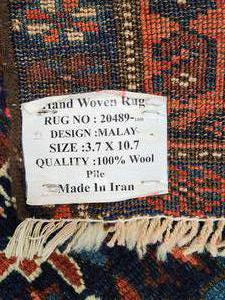 Hand Woven Rug
RUG NO : 20489-
DESIGN :MALAY
SIZE :3.7 X 10.7
QUALITY :100% Wool
Pile
Made In Iran